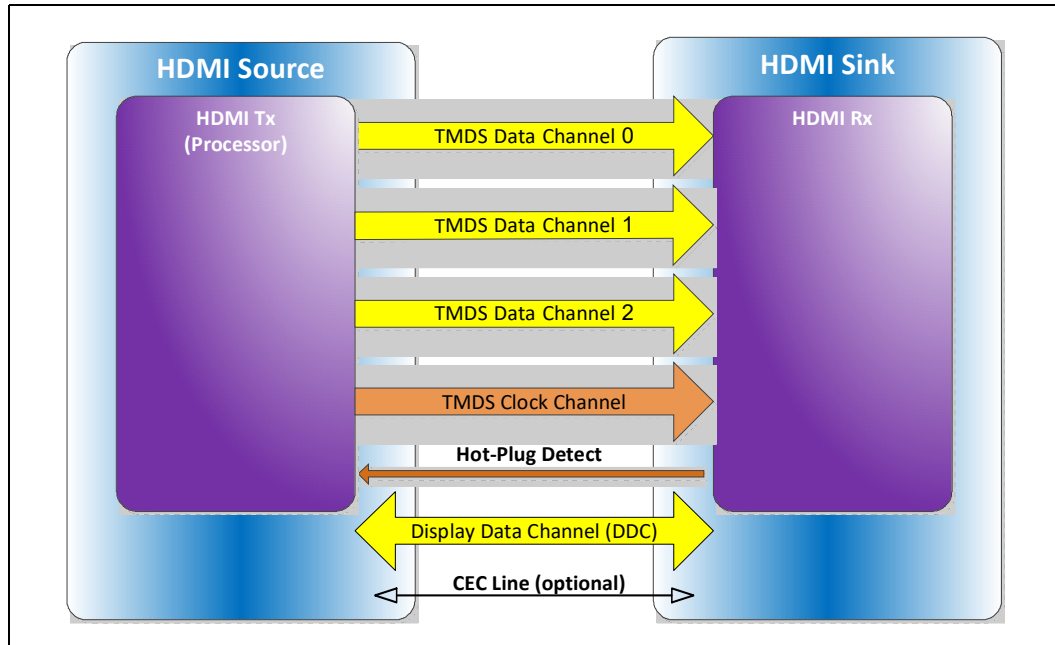 HDMI Source
HDMI Sink
HDMI Tx
(Processor)
HDMI Rx
TMDS Data Channel 0
TMDS Data Channel 1
TMDS Data Channel 2
TMDS Clock Channel
Hot-Plug Detect
Display Data Channel (DDC)
CEC Line (optional)